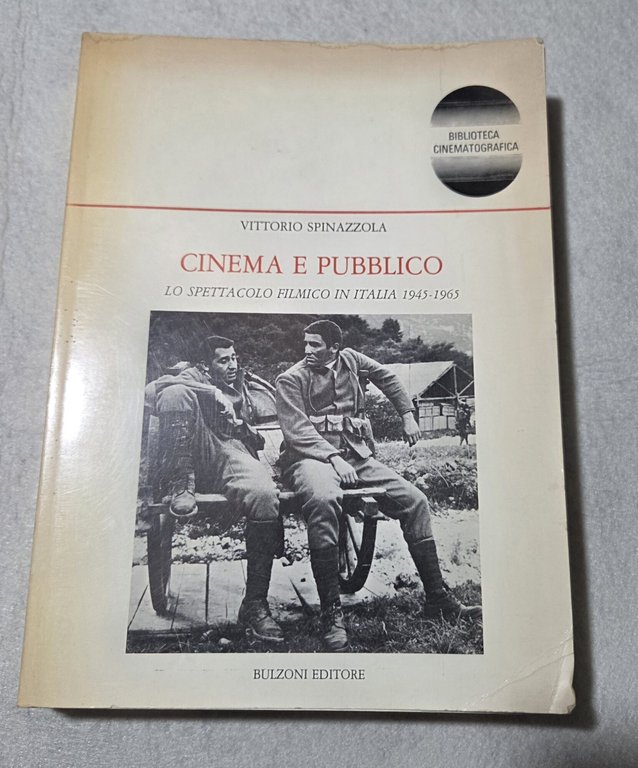 BIBLIOTECA
CINEMATOGRAFICA
VITTORIO SPINAZZOLA
CINEMA E PUBBLICO
LO SPETTACOLO FILMICO IN ITALIA 1945-1965
BULZONI EDITORE